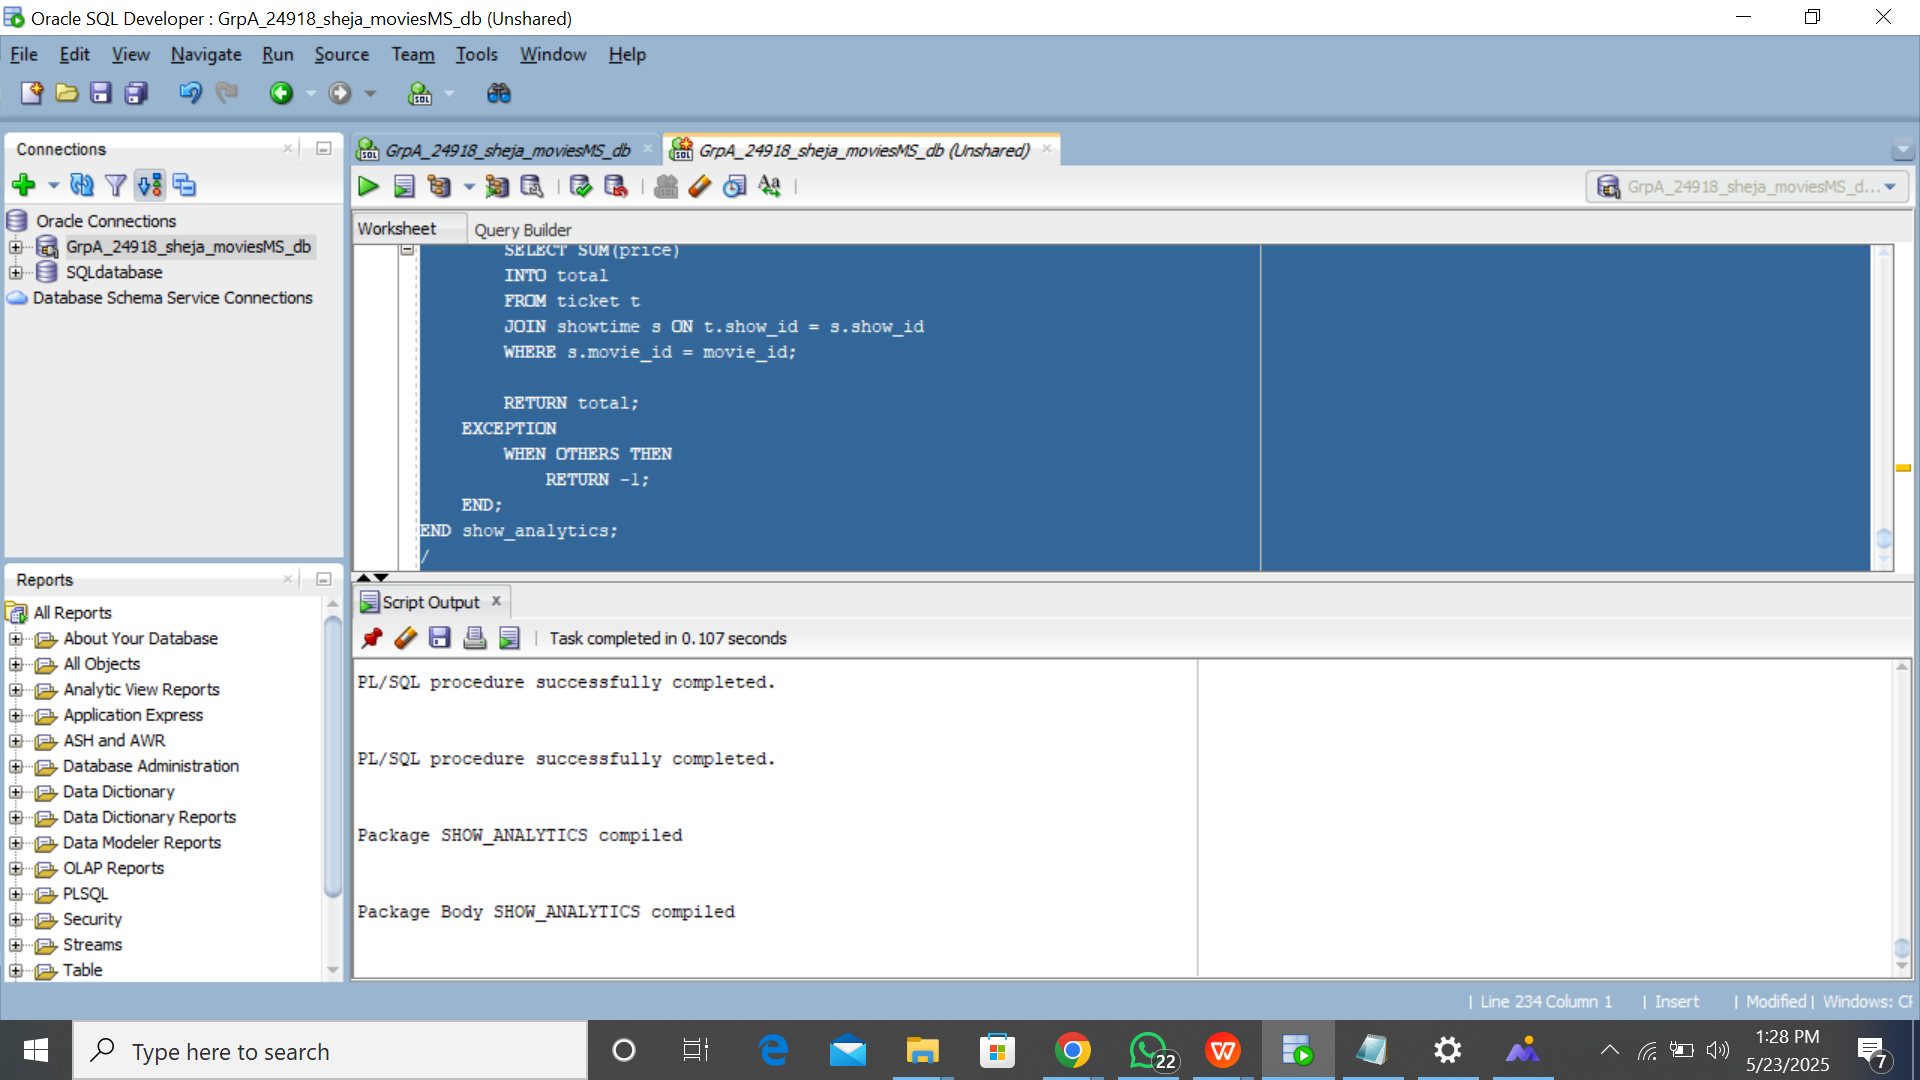 Oracle SQL Developer : GrpA_24918_sheja_moviesMS_db (Unshared)
File Edit View Navigate Run Source Team Tools Window Help
Connections
Oracle Connections
GrpA_24918_sheja_moviesMS_db
SQLdatabase
Database Schema Service Connections
Reports
All Reports
About Your Database
All Objects
Analytic View Reports
Application Express
ASH and AWR
Database Administration
Data Dictionary
Data Dictionary Reports
Data Modeler Reports
OLAP Reports
PLSQL
Security
Streams
Table
GrpA_24918_sheja_moviesMS_db
GrpA_24918_sheja_moviesMS_db (Unshared)
GrpA_24918_sheja_moviesMS_d...
Worksheet Query Builder
SELECT SUM(price)
INTO total
FROM ticket t
JOIN showtime s ON t.show_id = s.show_id
WHERE s.movie_id = movie_id;
RETURN total;
EXCEPTION
WHEN OTHERS THEN
RETURN -1;
END;
END show_analytics;
/
Script Output
Task completed in 0.107 seconds
PL/SQL procedure successfully completed.
PL/SQL procedure successfully completed.
Package SHOW_ANALYTICS compiled
Package Body SHOW_ANALYTICS compiled
| Line 234 Column 1 | Insert | Modified | Windows: CF
Type here to search
22
1:28 PM
5/23/2025
7